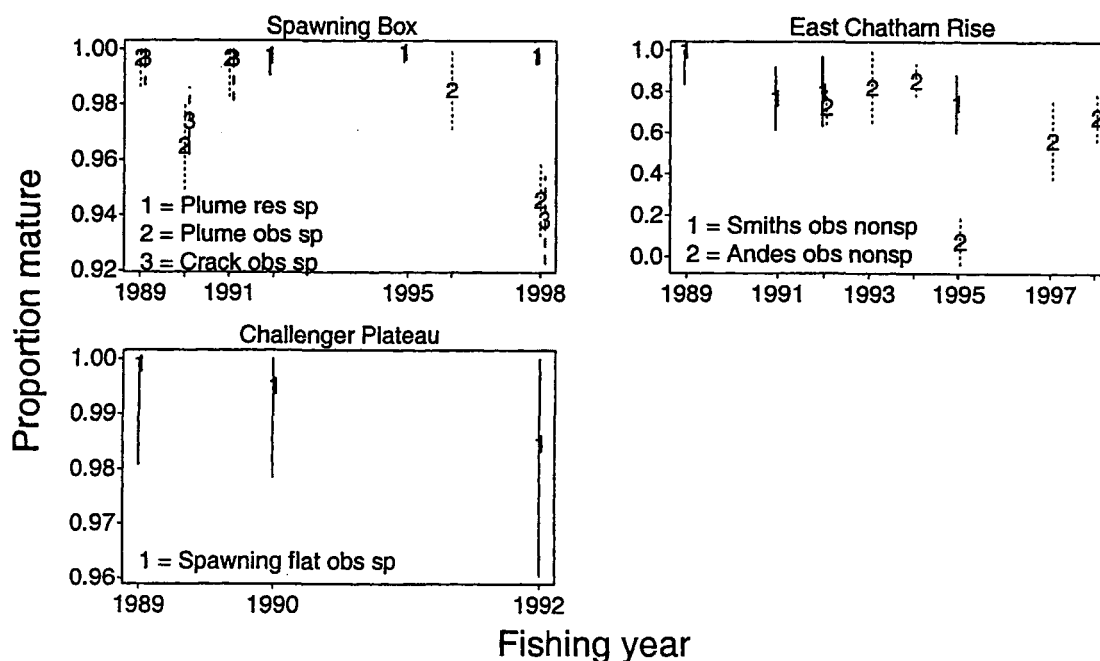 Spawning Box
1.00
0.98
0.96
0.94
0.92
1 = Plume res sp
2 = Plume obs sp
3 = Crack obs sp
1989 1991 1995 1998
East Chatham Rise
1.0
0.8
0.6
0.4
0.2
0.0
1 = Smiths obs nonsp
2 = Andes obs nonsp
1989 1991 1993 1995 1997
Challenger Plateau
1.00
0.99
0.98
0.97
0.96
1 = Spawning flat obs sp
1989 1990 1992
Proportion mature
Fishing year